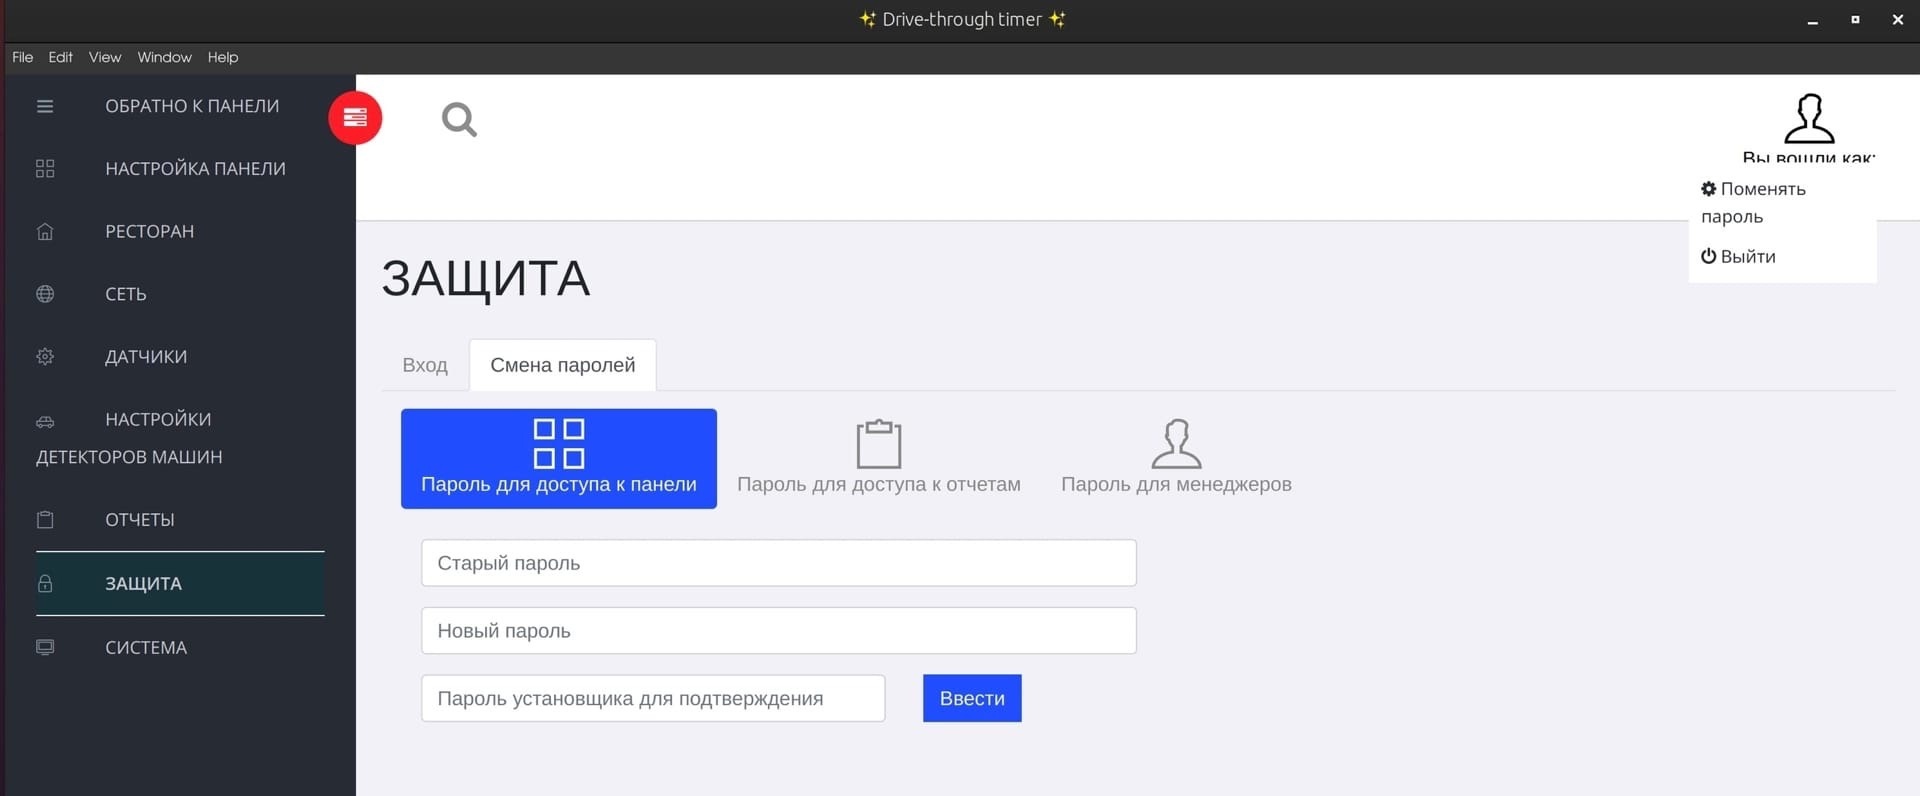 ✨ Drive-through timer ✨
File Edit View Window Help
ОБРАТНО К ПАНЕЛИ
НАСТРОЙКА ПАНЕЛИ
РЕСТОРАН
СЕТЬ
ДАТЧИКИ
НАСТРОЙКИ
ДЕТЕКТОРОВ МАШИН
ОТЧЕТЫ
ЗАЩИТА
СИСТЕМА
Вы вошли как:
Поменять
пароль
Выйти
ЗАЩИТА
Вход
Смена паролей
Пароль для доступа к панели
Пароль для доступа к отчетам
Пароль для менеджеров
Старый пароль
Новый пароль
Пароль установщика для подтверждения
Ввести